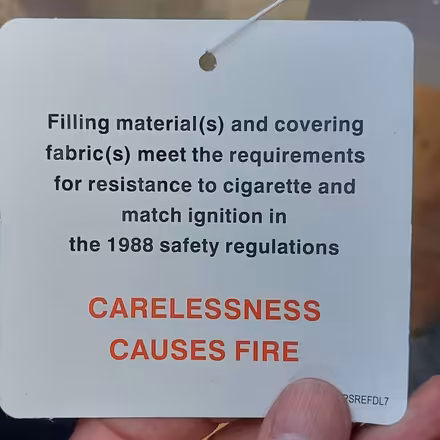 Filling material(s) and covering
fabric(s) meet the requirements
for resistance to cigarette and
match ignition in
the 1988 safety regulations
CARELESSNESS
CAUSES FIRE